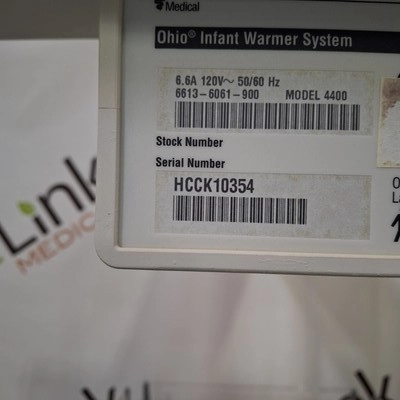 Medical
Ohio® Infant Warmer System
6.6A 120V~ 50/60 Hz
6613-6061-900 MODEL 4400
Stock Number
Serial Number
HCCK10354
Link
MEDIC